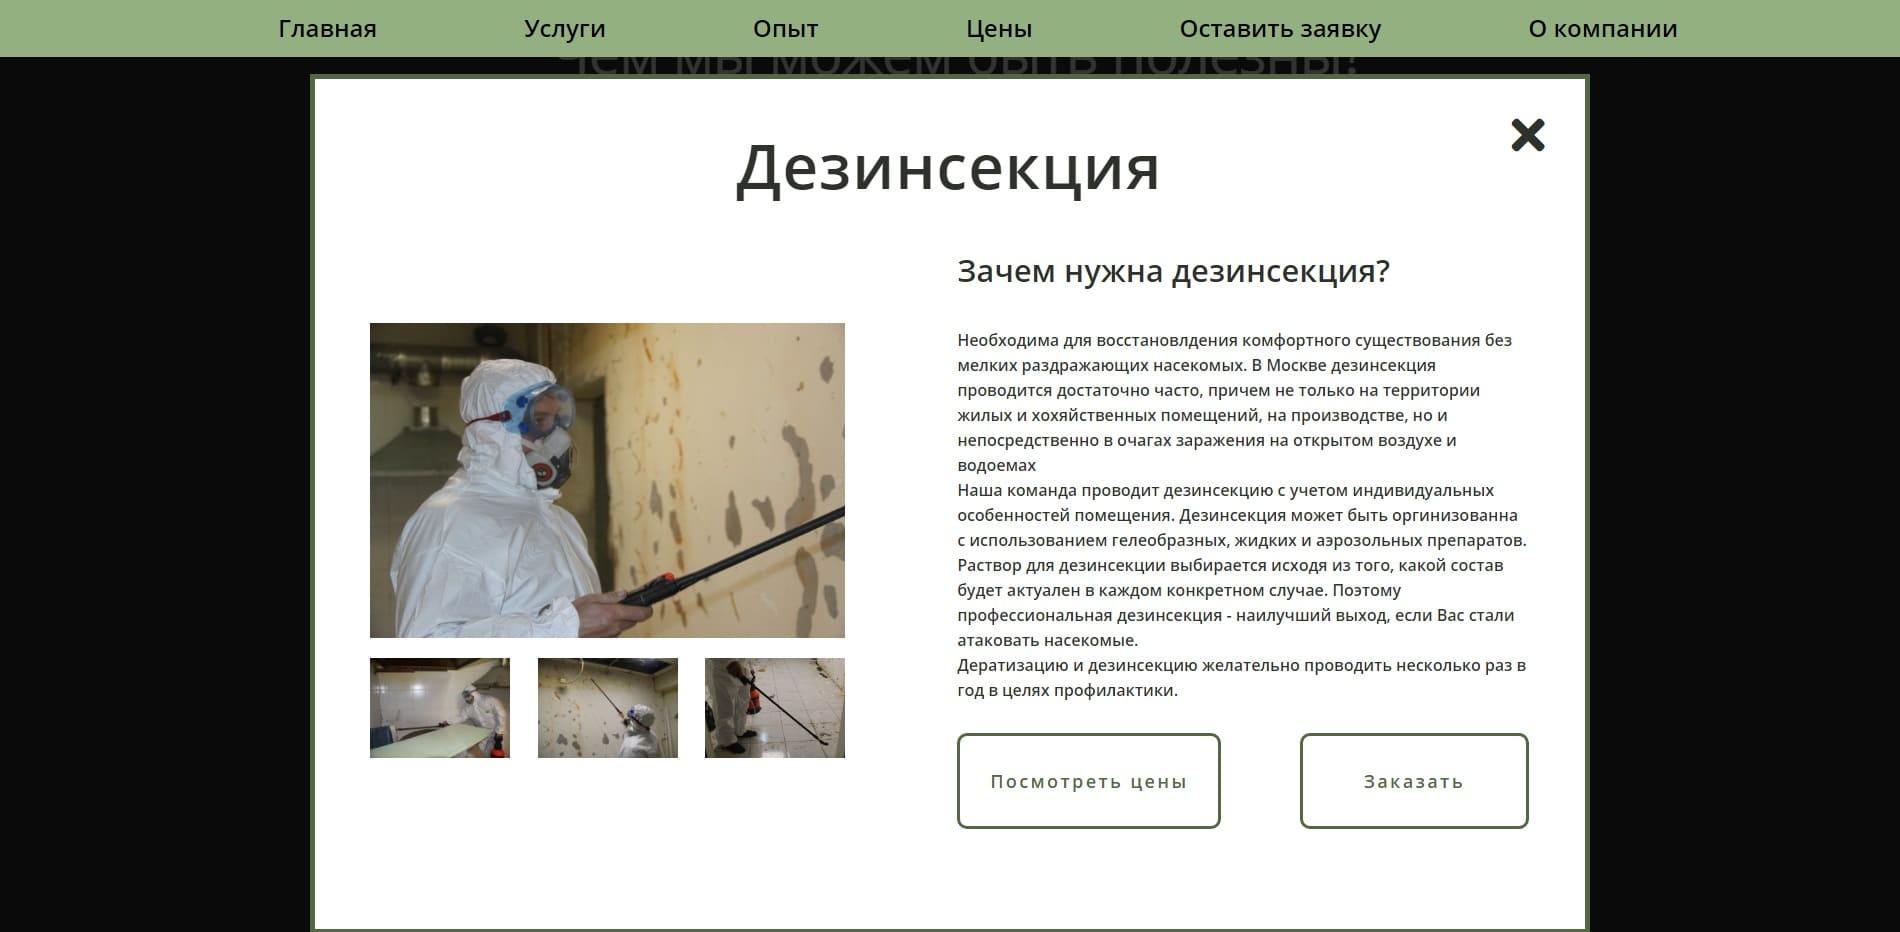 Главная Услуги Опыт Цены Оставить заявку О компании
Чем мы можем быть полезны?
Дезинсекция
Зачем нужна дезинсекция?
Необходима для восстановлдения комфортного существования без
мелких раздражающих насекомых. В Москве дезинсекция
проводится достаточно часто, причем не только на территории
жилых и хохяйственных помещений, на производстве, но и
непосредственно в очагах заражения на открытом воздухе и
водоемах
Наша команда проводит дезинсекцию с учетом индивидуальных
особенностей помещения. Дезинсекция может быть оргинизованна
с использованием гелеобразных, жидких и аэрозольных препаратов.
Раствор для дезинсекции выбирается исходя из того, какой состав
будет актуален в каждом конкретном случае. Поэтому
профессиональная дезинсекция - наилучший выход, если Вас стали
атаковать насекомые.
Дератизацию и дезинсекцию желательно проводить несколько раз в
год в целях профилактики.
Посмотреть цены Заказать